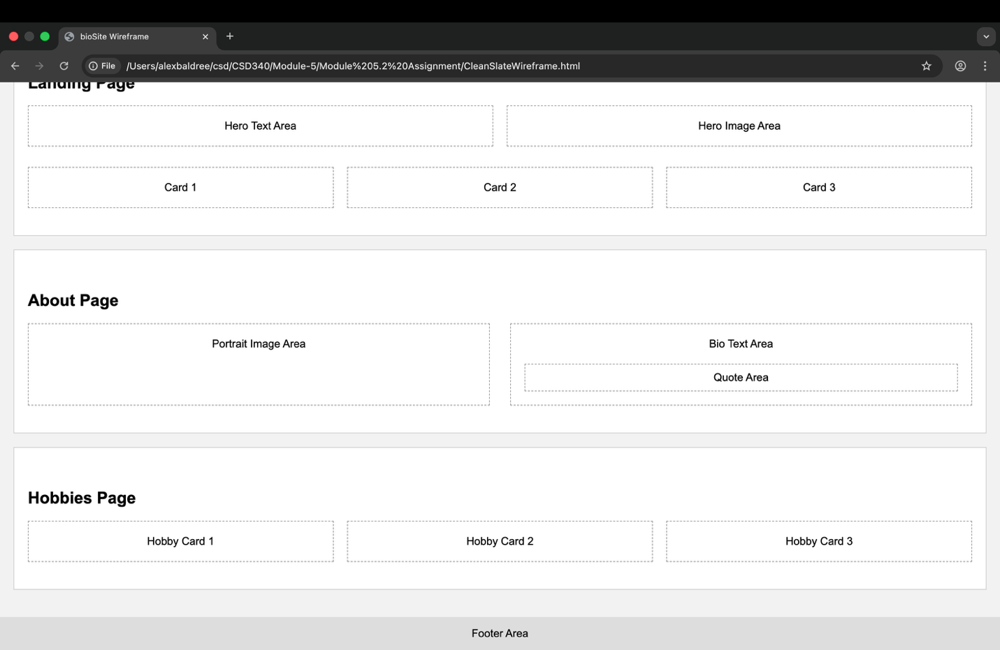 bioSite Wireframe
File /Users/alexbaldree/csd/CSD340/Module-5/Module%205.2%20Assignment/CleanSlateWireframe.html
Landing Page
Hero Text Area
Hero Image Area
Card 1
Card 2
Card 3
About Page
Portrait Image Area
Bio Text Area
Quote Area
Hobbies Page
Hobby Card 1
Hobby Card 2
Hobby Card 3
Footer Area